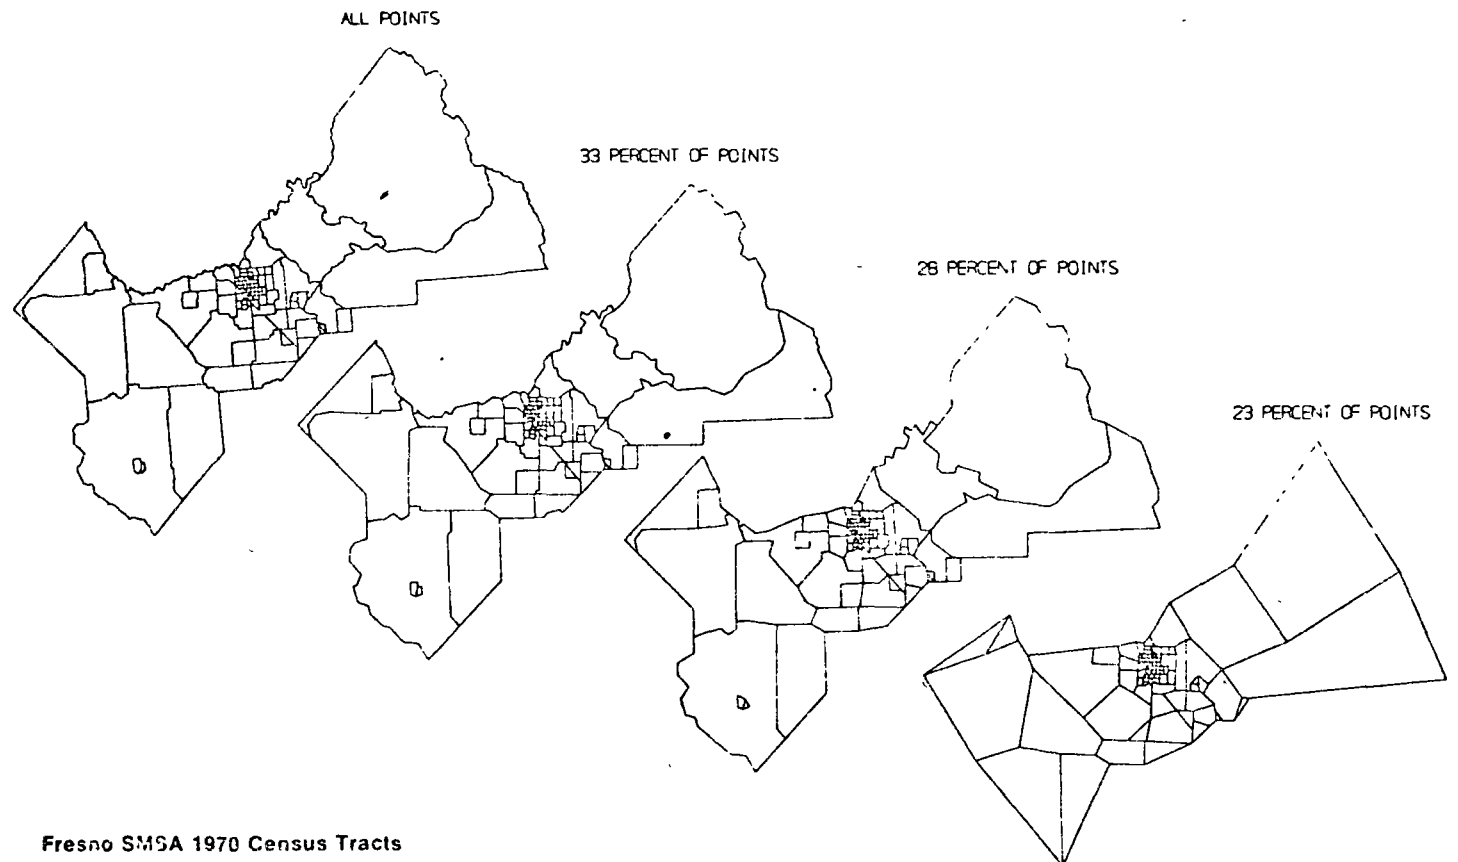 ALL POINTS
33 PERCENT OF POINTS
28 PERCENT OF POINTS
23 PERCENT OF POINTS
Fresno SMSA 1970 Census Tracts